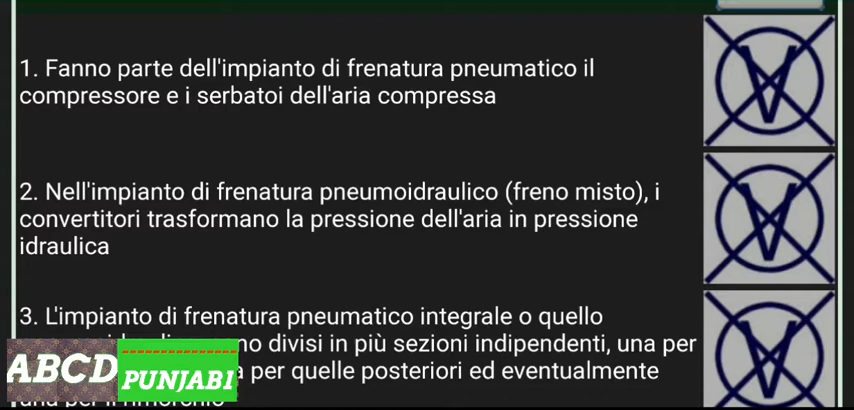 1. Fanno parte dell'impianto di frenatura pneumatico il
compressore e i serbatoi dell'aria compressa
V
2. Nell'impianto di frenatura pneumoidraulico (freno misto), i
convertitori trasformano la pressione dell'aria in pressione
idraulica
V
3. L'impianto di frenatura pneumatico integrale o quello
divisi in più sezioni indipendenti, una per
per quelle posteriori ed eventualmente
V
ABCD PUNJABI